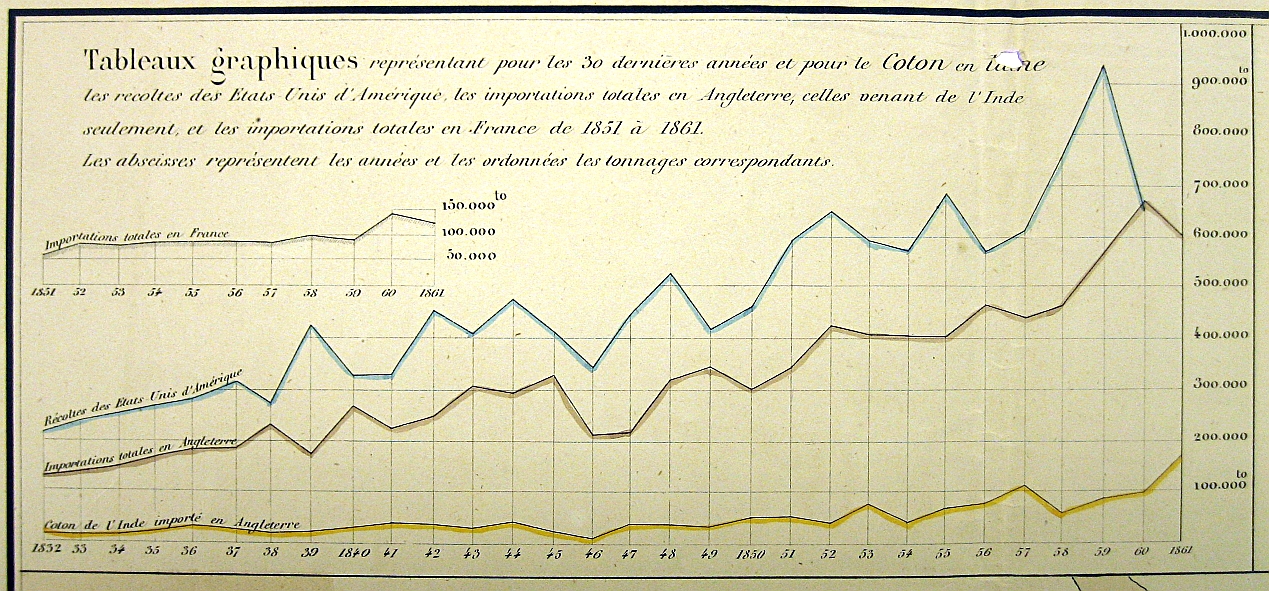 Tableaux graphiques représentant pour les 30 dernières années et pour le Coton en laine
les recoltes des Etats Unis d'Amérique, les importations totales en Angleterre, celles venant de l'Inde
seulement, et les importations totales en France de 1851 à 1861.
Les abscisses représentent les années et les ordonnées les tonnages correspondants.
1.000.000
900.000 to
800.000
700.000
600.000
500.000
400.000
300.000
200.000
100.000 to
150.000 to
100.000
50.000
Importations totales en France
1851 52 53 54 55 56 57 58 59 60 1861
Récoltes des Etats Unis d'Amérique
Importations totales en Angleterre
Coton de l'Inde importé en Angleterre
1832 33 34 35 36 37 38 39 1840 41 42 43 44 45 46 47 48 49 1850 51 52 53 54 55 56 57 58 59 60 1861